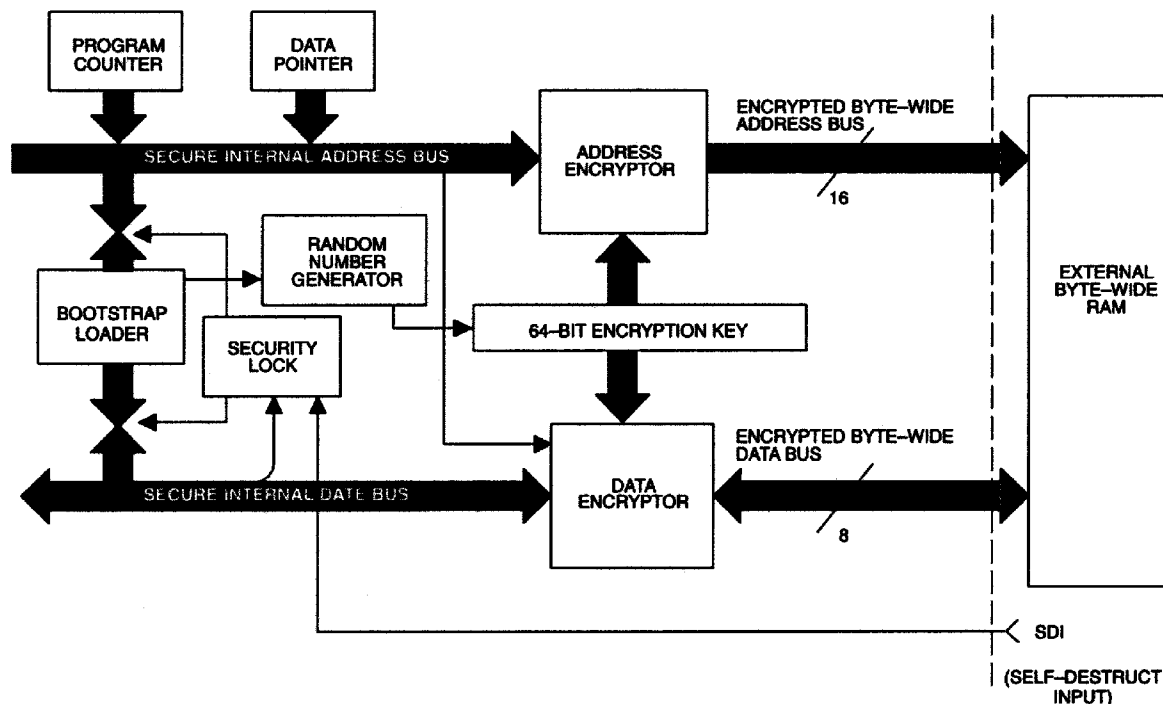 PROGRAM
COUNTER
DATA
POINTER
SECURE INTERNAL ADDRESS BUS
ADDRESS
ENCRYPTOR
ENCRYPTED BYTE–WIDE
ADDRESS BUS
16
EXTERNAL
BYTE–WIDE
RAM
RANDOM
NUMBER
GENERATOR
BOOTSTRAP
LOADER
SECURITY
LOCK
64–BIT ENCRYPTION KEY
SECURE INTERNAL DATE BUS
DATA
ENCRYPTOR
ENCRYPTED BYTE–WIDE
DATA BUS
8
SDI
(SELF–DESTRUCT
INPUT)